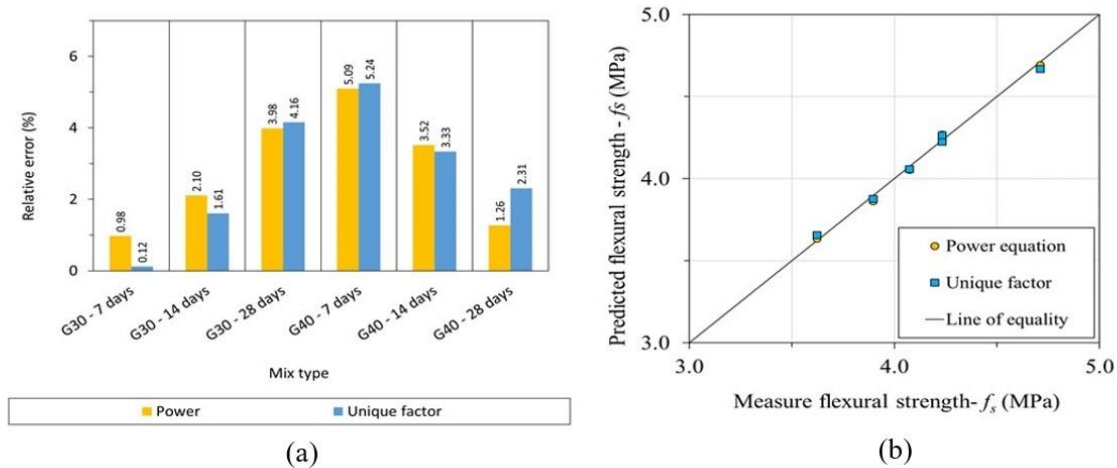 6
4
2
0
Relative error (%)
0.98
0.12
2.10
1.61
3.98
4.16
5.09
5.24
3.52
3.33
1.26
2.31
G30 - 7 days
G30 - 14 days
G30 - 28 days
G40 - 7 days
G40 - 14 days
G40 - 28 days
Mix type
Power
Unique factor
(a)
5.0
4.0
3.0
Predicted flexural strength - fs (MPa)
Power equation
Unique factor
Line of equality
3.0
4.0
5.0
Measure flexural strength- fs (MPa)
(b)